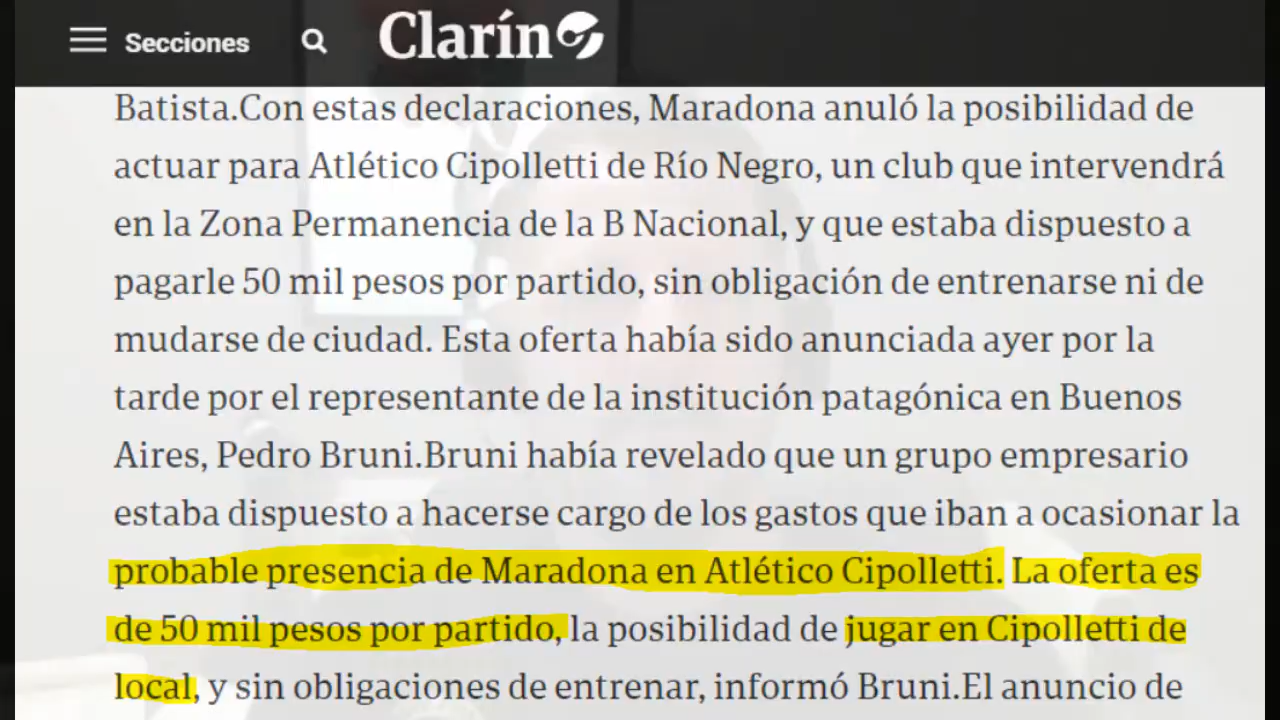 Secciones
Clarín
Batista.Con estas declaraciones, Maradona anuló la posibilidad de
actuar para Atlético Cipolletti de Río Negro, un club que intervendrá
en la Zona Permanencia de la B Nacional, y que estaba dispuesto a
pagarle 50 mil pesos por partido, sin obligación de entrenarse ni de
mudarse de ciudad. Esta oferta había sido anunciada ayer por la
tarde por el representante de la institución patagónica en Buenos
Aires, Pedro Bruni.Bruni había revelado que un grupo empresario
estaba dispuesto a hacerse cargo de los gastos que iban a ocasionar la
probable presencia de Maradona en Atlético Cipolletti. La oferta es
de 50 mil pesos por partido, la posibilidad de jugar en Cipolletti de
local, y sin obligaciones de entrenar, informó Bruni.El anuncio de